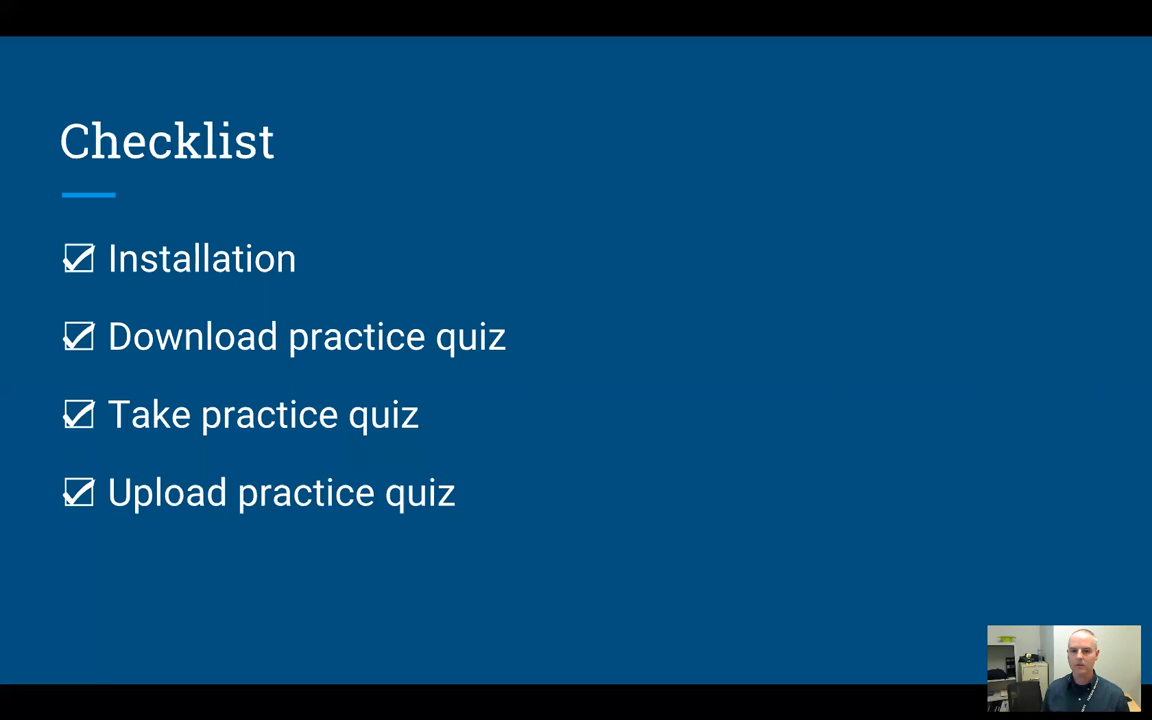 Checklist
Installation
Download practice quiz
Take practice quiz
Upload practice quiz